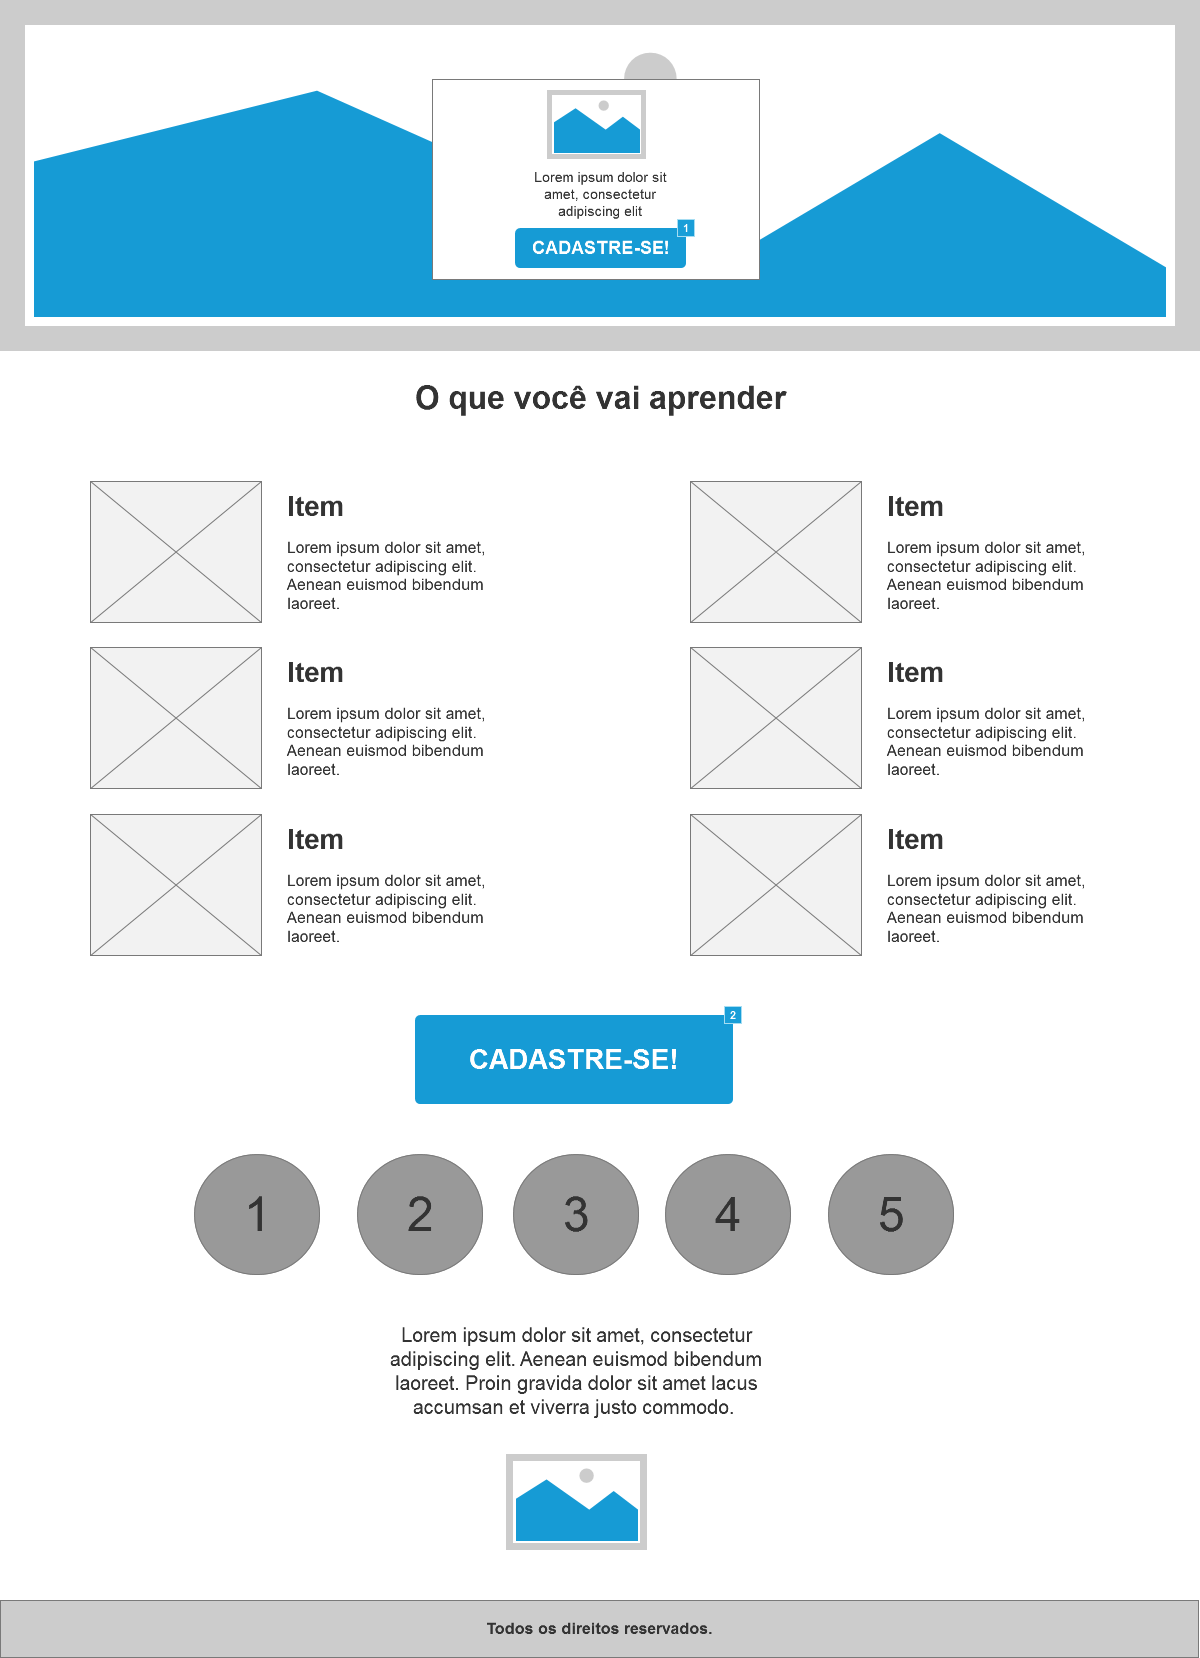 Lorem ipsum dolor sit
amet, consectetur
adipiscing elit
1
CADASTRE-SE!
O que você vai aprender
Item
Lorem ipsum dolor sit amet,
consectetur adipiscing elit.
Aenean euismod bibendum
laoreet.
Item
Lorem ipsum dolor sit amet,
consectetur adipiscing elit.
Aenean euismod bibendum
laoreet.
Item
Lorem ipsum dolor sit amet,
consectetur adipiscing elit.
Aenean euismod bibendum
laoreet.
Item
Lorem ipsum dolor sit amet,
consectetur adipiscing elit.
Aenean euismod bibendum
laoreet.
Item
Lorem ipsum dolor sit amet,
consectetur adipiscing elit.
Aenean euismod bibendum
laoreet.
Item
Lorem ipsum dolor sit amet,
consectetur adipiscing elit.
Aenean euismod bibendum
laoreet.
2
CADASTRE-SE!
1 2 3 4 5
Lorem ipsum dolor sit amet, consectetur
adipiscing elit. Aenean euismod bibendum
laoreet. Proin gravida dolor sit amet lacus
accumsan et viverra justo commodo.
Todos os direitos reservados.